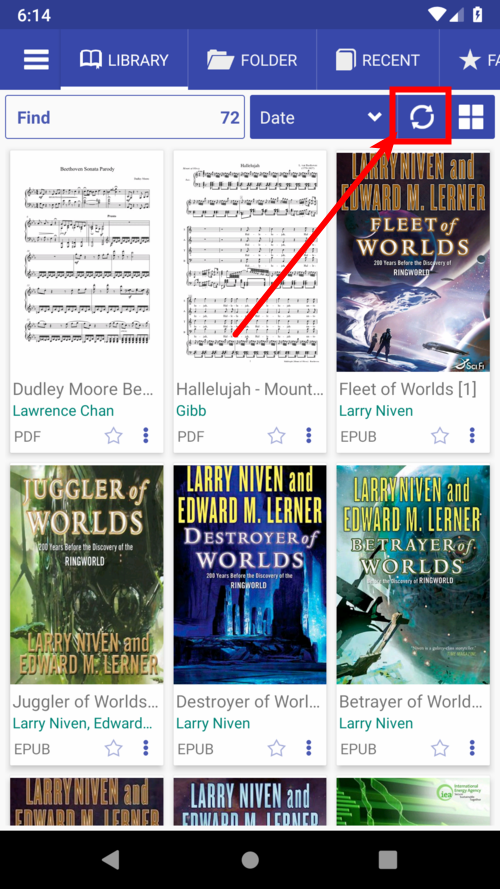 6:14
LIBRARY
FOLDER
RECENT
FA
Find
72
Date
Beethoven Sonata Parody
Hallelujah
LARRY NIVEN and
EDWARD M. LERNER
FLEET of
WORLDS
200 Years Before the Discovery of
RINGWORLD
SciFi
Dudley Moore Be...
Hallelujah - Mount...
Fleet of Worlds [1]
Lawrence Chan
Gibb
Larry Niven
PDF
PDF
EPUB
JUGGLER of
WORLDS
200 Years Before the Discovery of the
RINGWORLD
LARRY NIVEN and
EDWARD M. LERNER
LARRY NIVEN and
EDWARD M. LERNER
DESTROYER of
WORLDS
200 Years Before the Discovery of the
RINGWORLD
LARRY NIVEN and
EDWARD M. LERNER
BETRAYER of
WORLDS
Before the Discovery of RINGWORLD
Juggler of Worlds...
Destroyer of Worl...
Betrayer of World...
Larry Niven, Edward...
Larry Niven
Larry Niven
EPUB
EPUB
EPUB
LARRY NIVEN and
EDWARD M. LERNER
LARRY NIVEN and
EDWARD M. LERNER
iea
International
Energy Agency